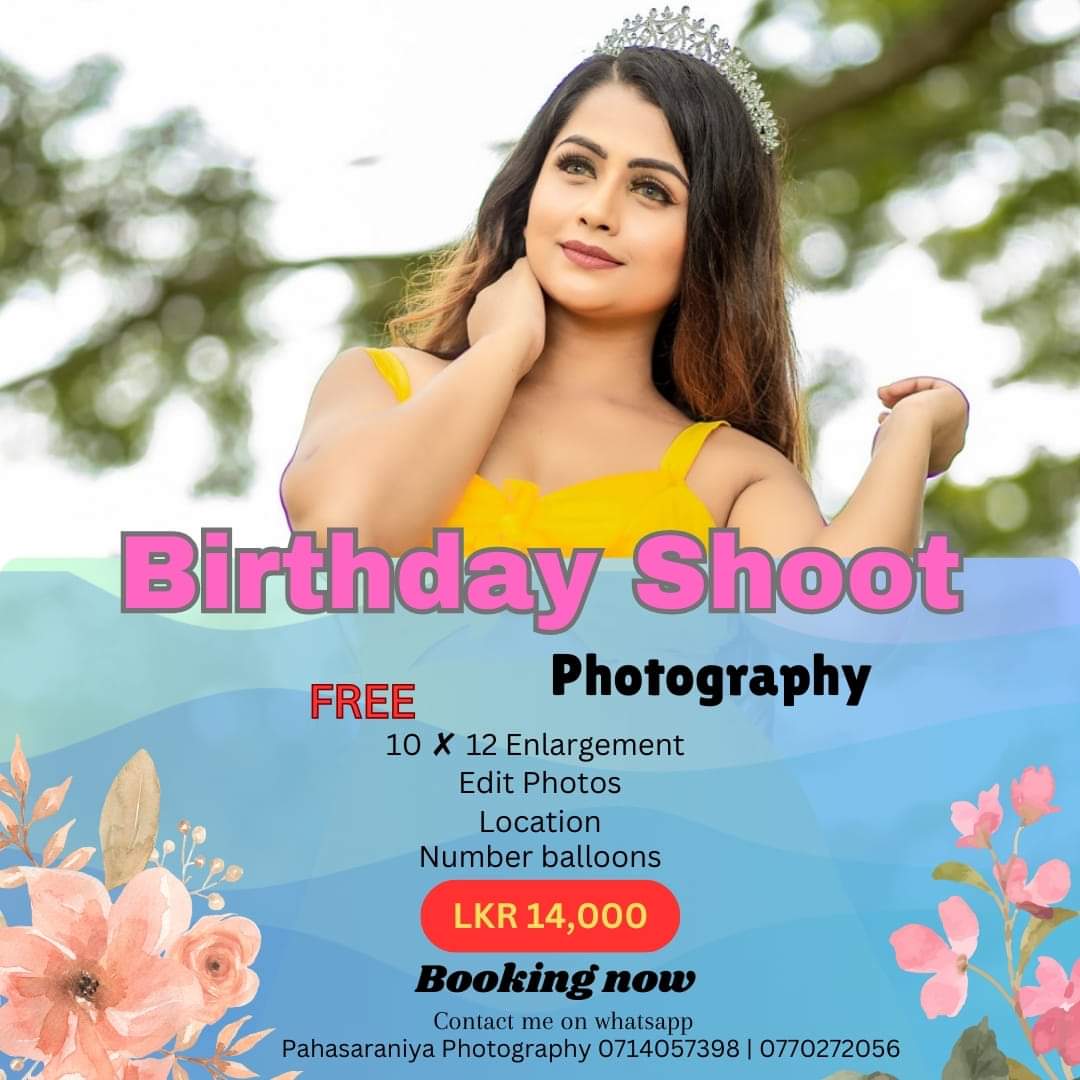 Birthday Shoot
Photography
FREE
10 ✘ 12 Enlargement
Edit Photos
Location
Number balloons
LKR 14,000
Booking now
Contact me on whatsapp
Pahasaraniya Photography 0714057398 | 0770272056